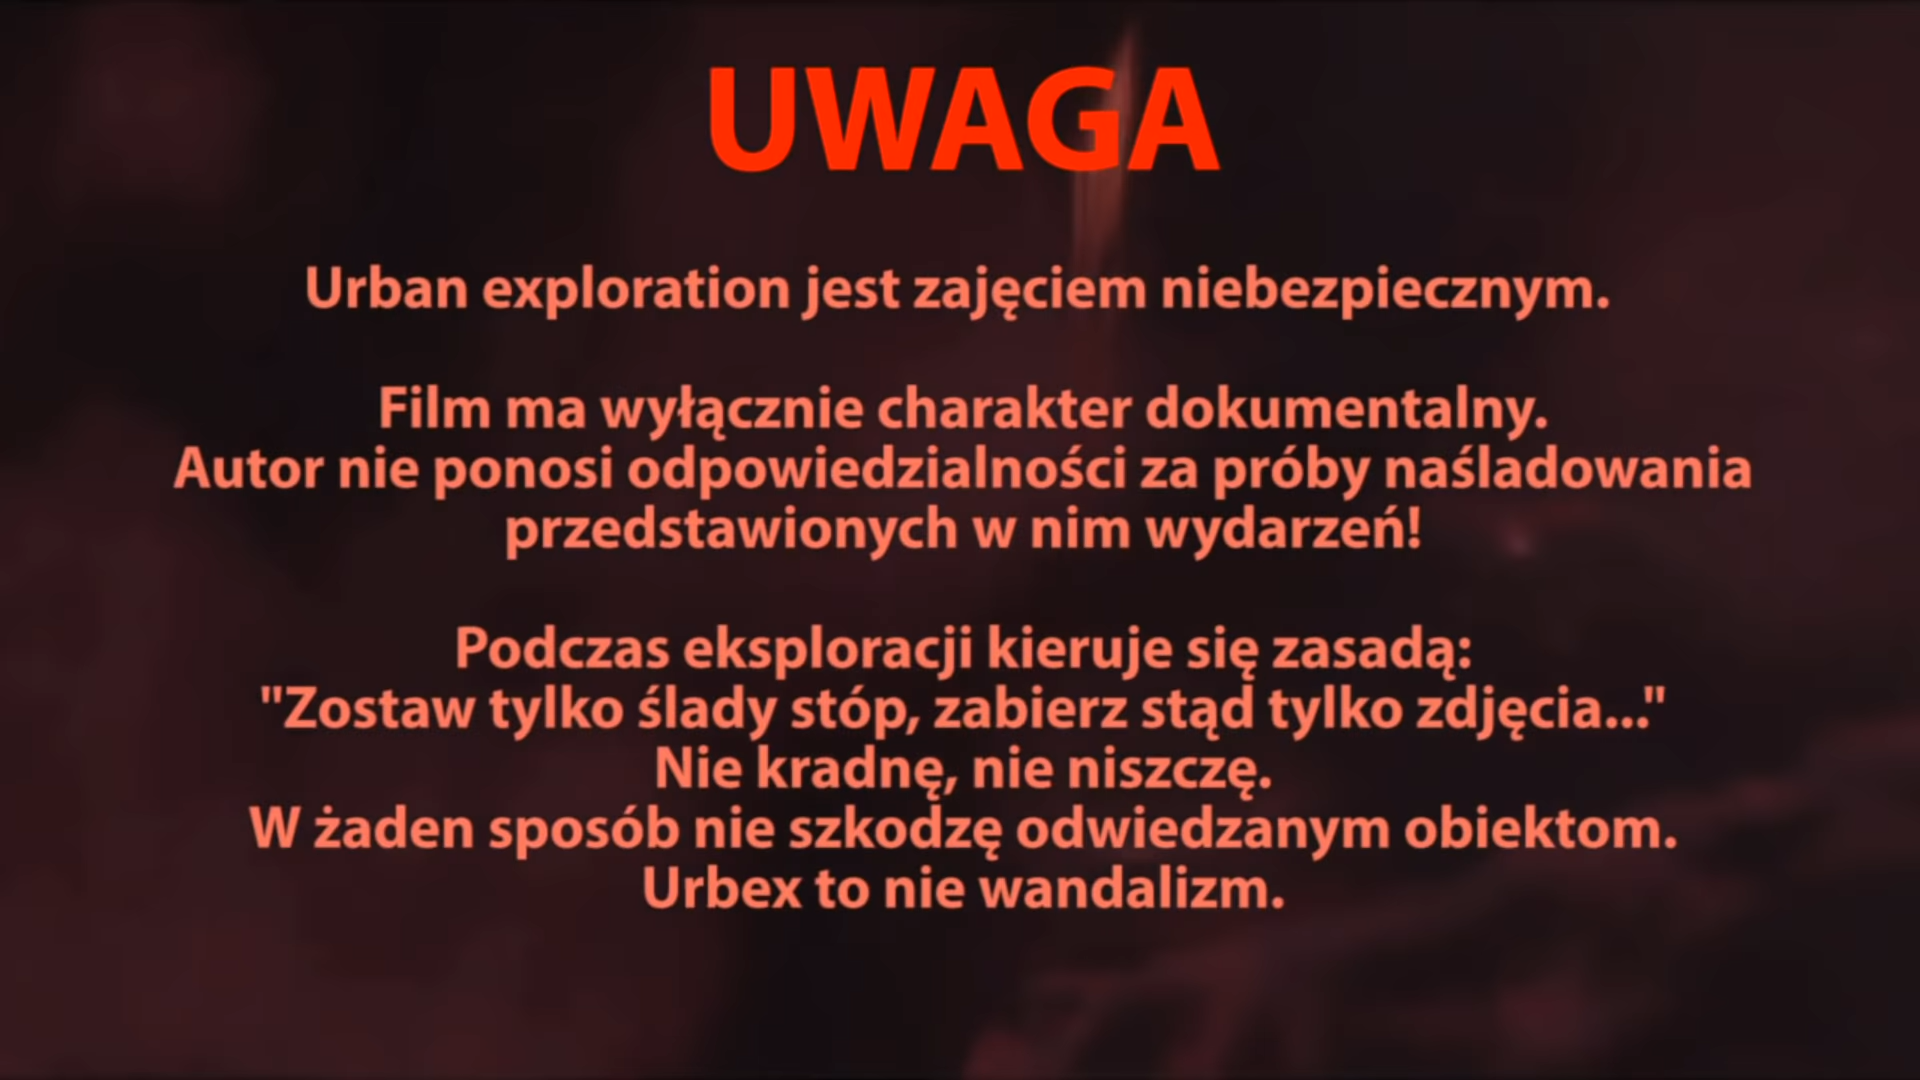 UWAGA
Urban exploration jest zajęciem niebezpiecznym.
Film ma wyłącznie charakter dokumentalny.
Autor nie ponosi odpowiedzialności za próby naśladowania
przedstawionych w nim wydarzeń!
Podczas eksploracji kieruje się zasadą:
"Zostaw tylko ślady stóp, zabierz stąd tylko zdjęcia..."
Nie kradnę, nie niszczę.
W żaden sposób nie szkodzę odwiedzanym obiektom.
Urbex to nie wandalizm.